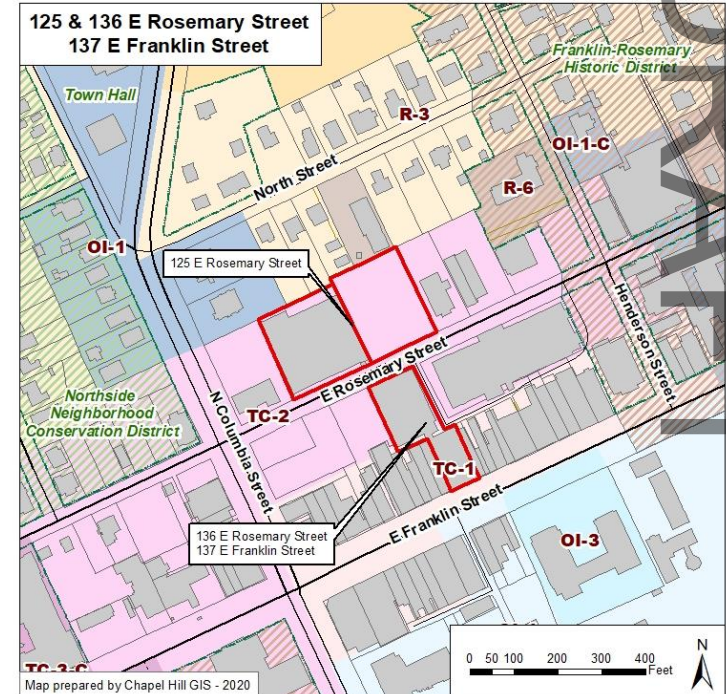 125 & 136 E Rosemary Street
137 E Franklin Street
Town Hall
Franklin-Rosemary
Historic District
R-3
OI-1-C
North Street
R-6
OI-1
125 E Rosemary Street
Henderson Street
E Rosemary Street
N Columbia Street
Northside
Neighborhood
Conservation District
TC-2
TC-1
E Franklin Street
136 E Rosemary Street
137 E Franklin Street
OI-3
TC-3-C
0 50 100 200 300 400
Feet
N
Map prepared by Chapel Hill GIS - 2020